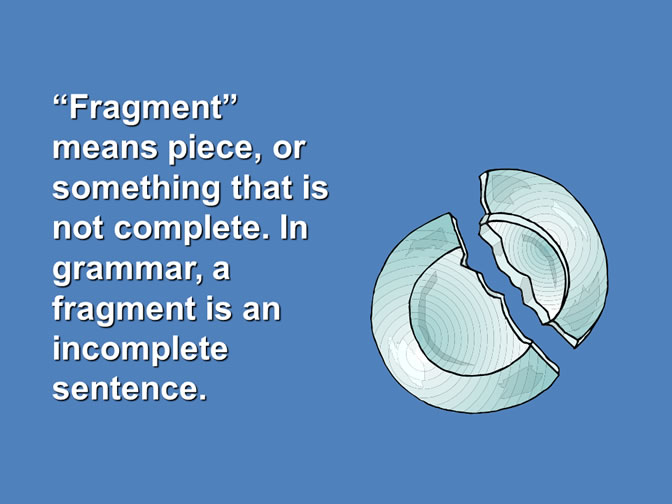 “Fragment”
means piece, or
something that is
not complete. In
grammar, a
fragment is an
incomplete
sentence.